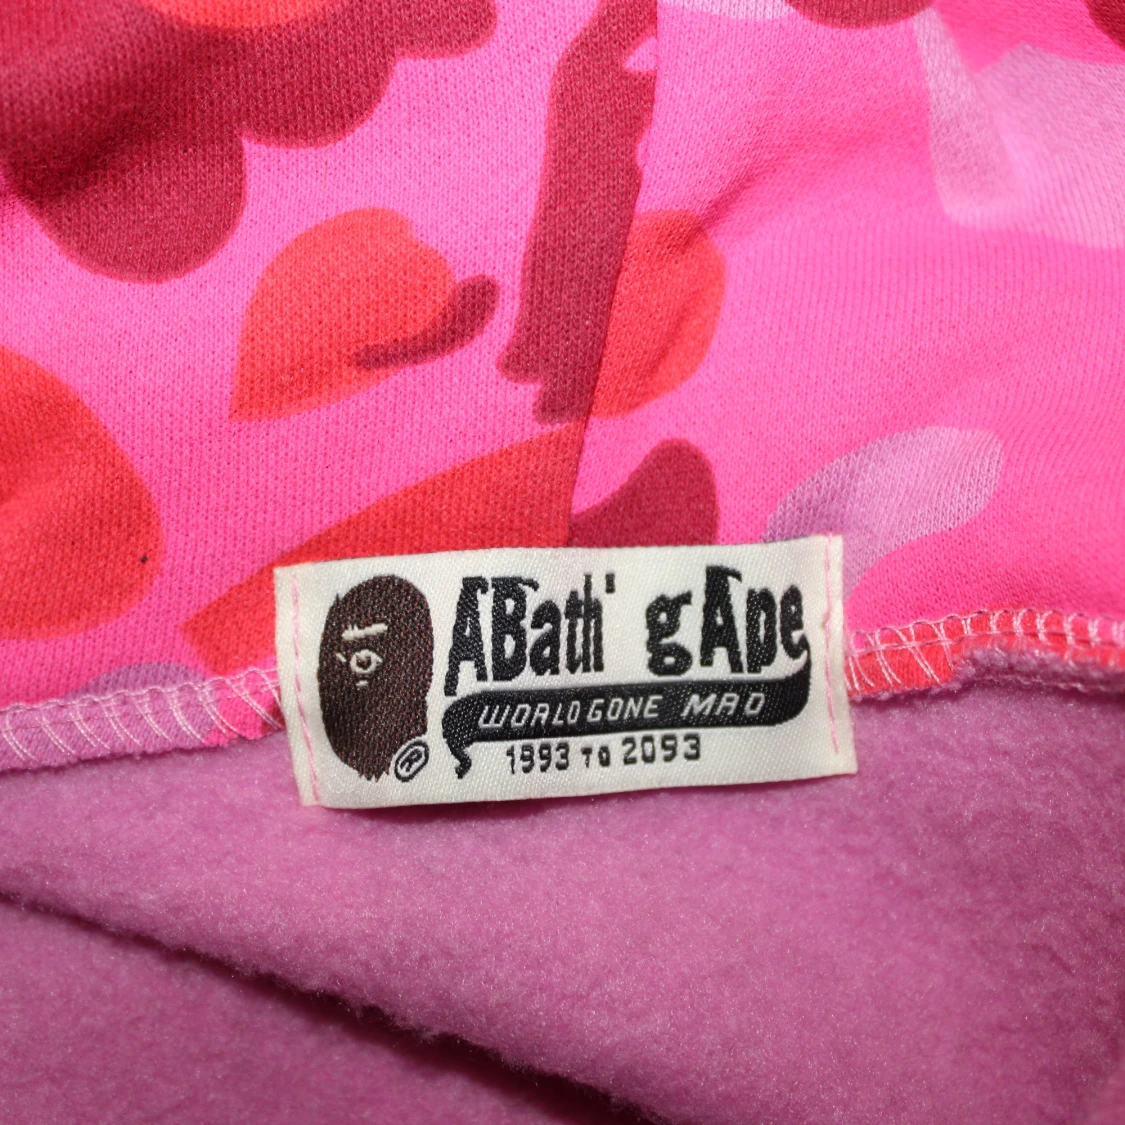 ABath' gApe
WORLD GONE MAD
1993 TO 2093
®